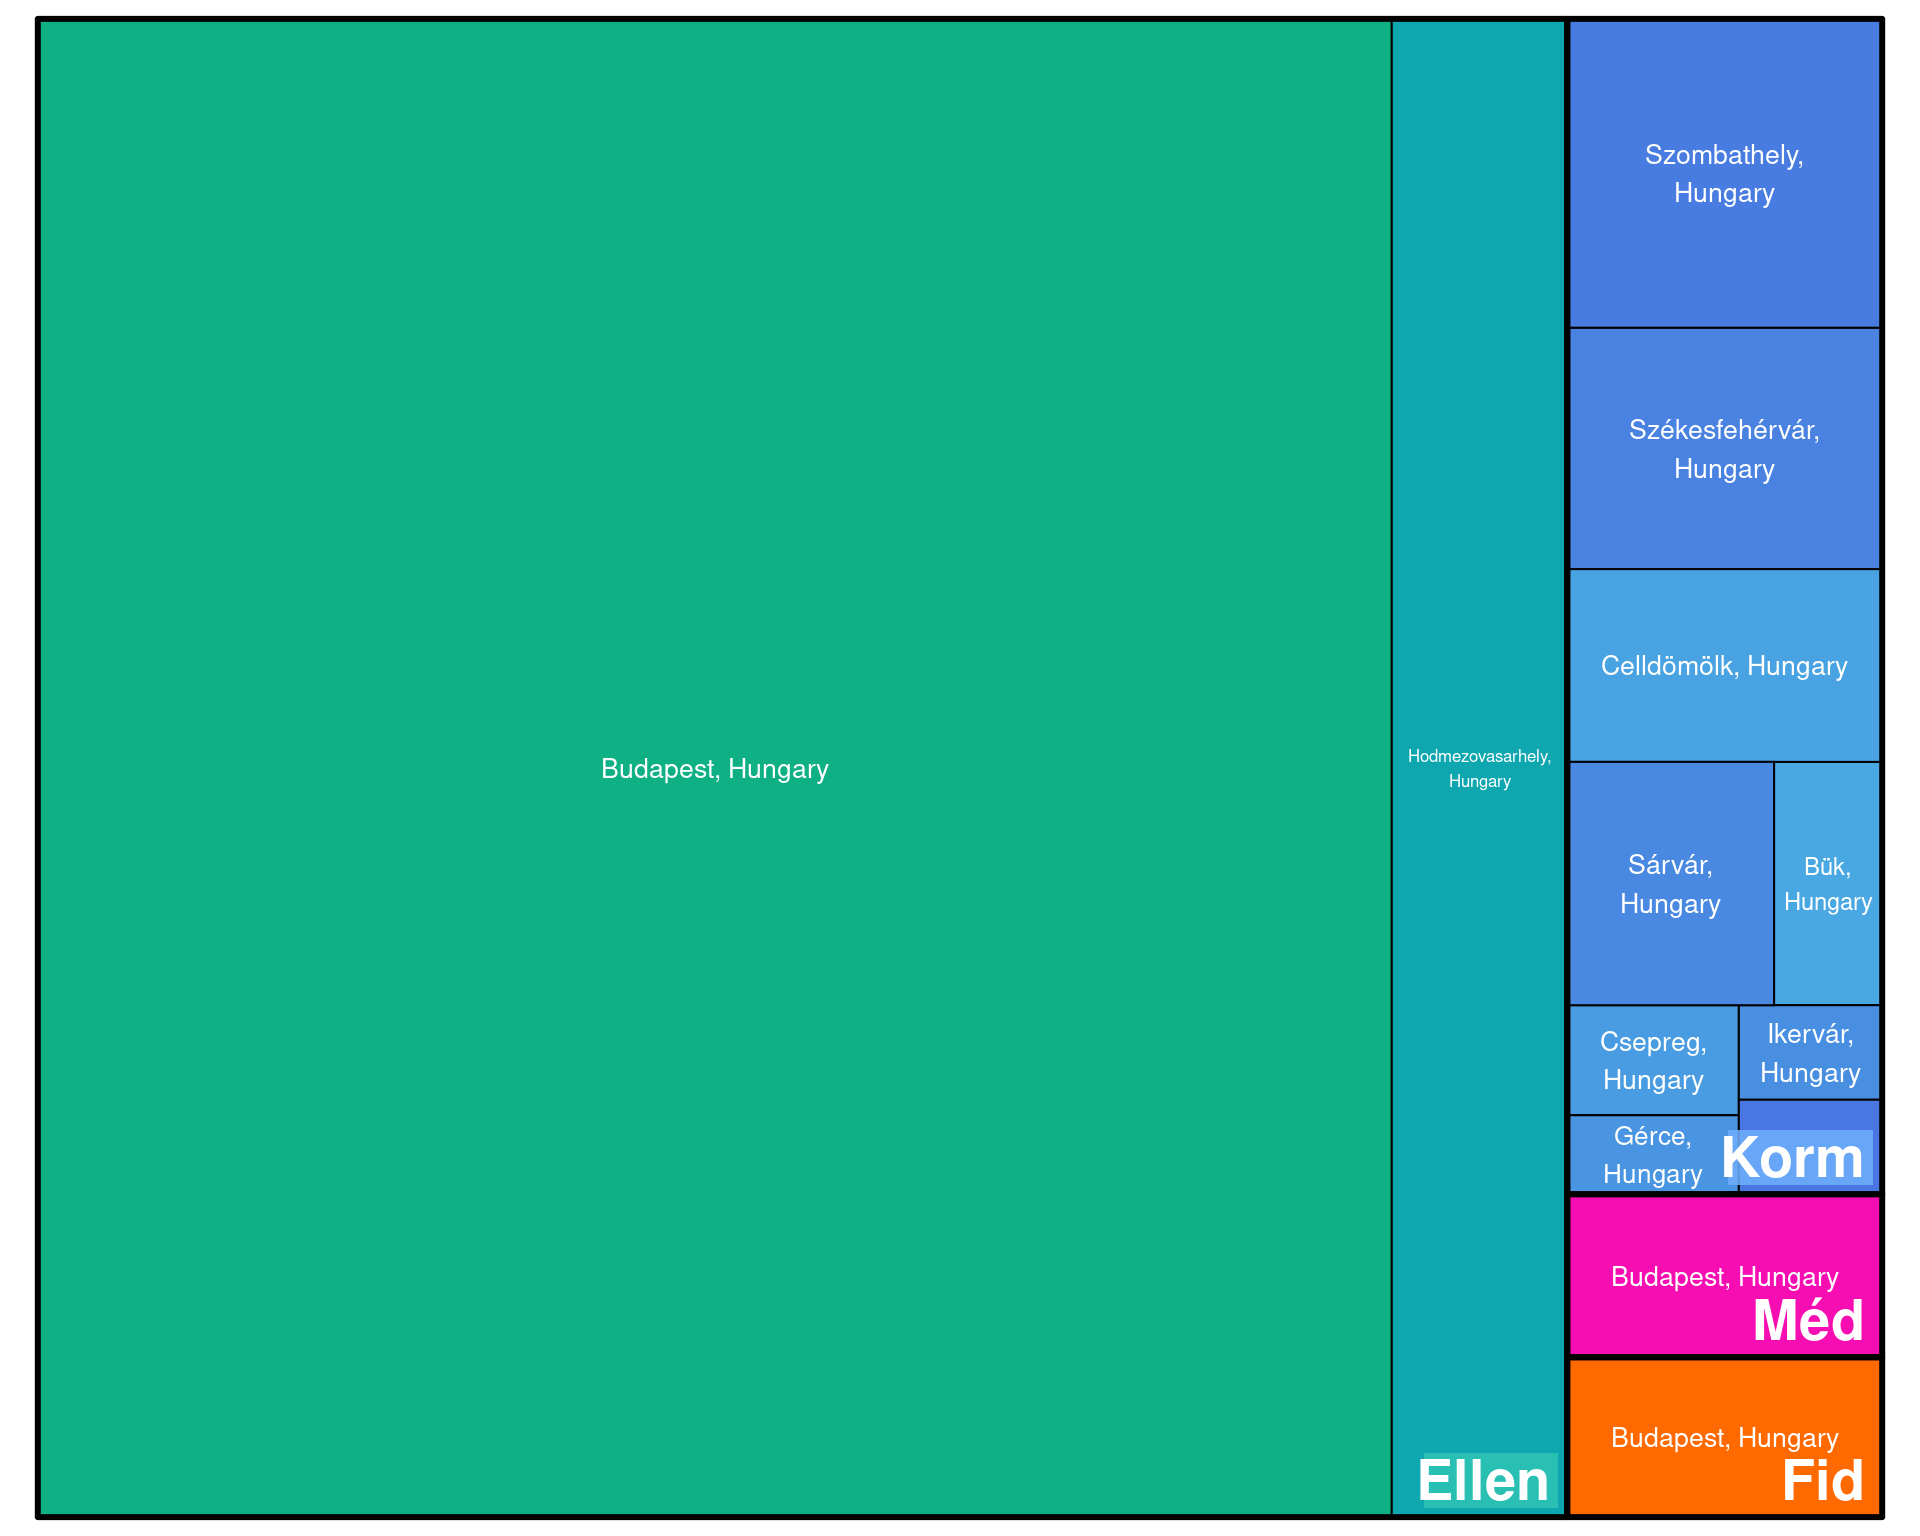 Budapest, Hungary
Hodmezovasarhely,
Hungary
Ellen
Szombathely,
Hungary
Székesfehérvár,
Hungary
Celldömölk, Hungary
Sárvár,
Hungary
Bük,
Hungary
Csepreg,
Hungary
Ikervár,
Hungary
Gérce,
Hungary
Korm
Budapest, Hungary
Méd
Budapest, Hungary
Fid